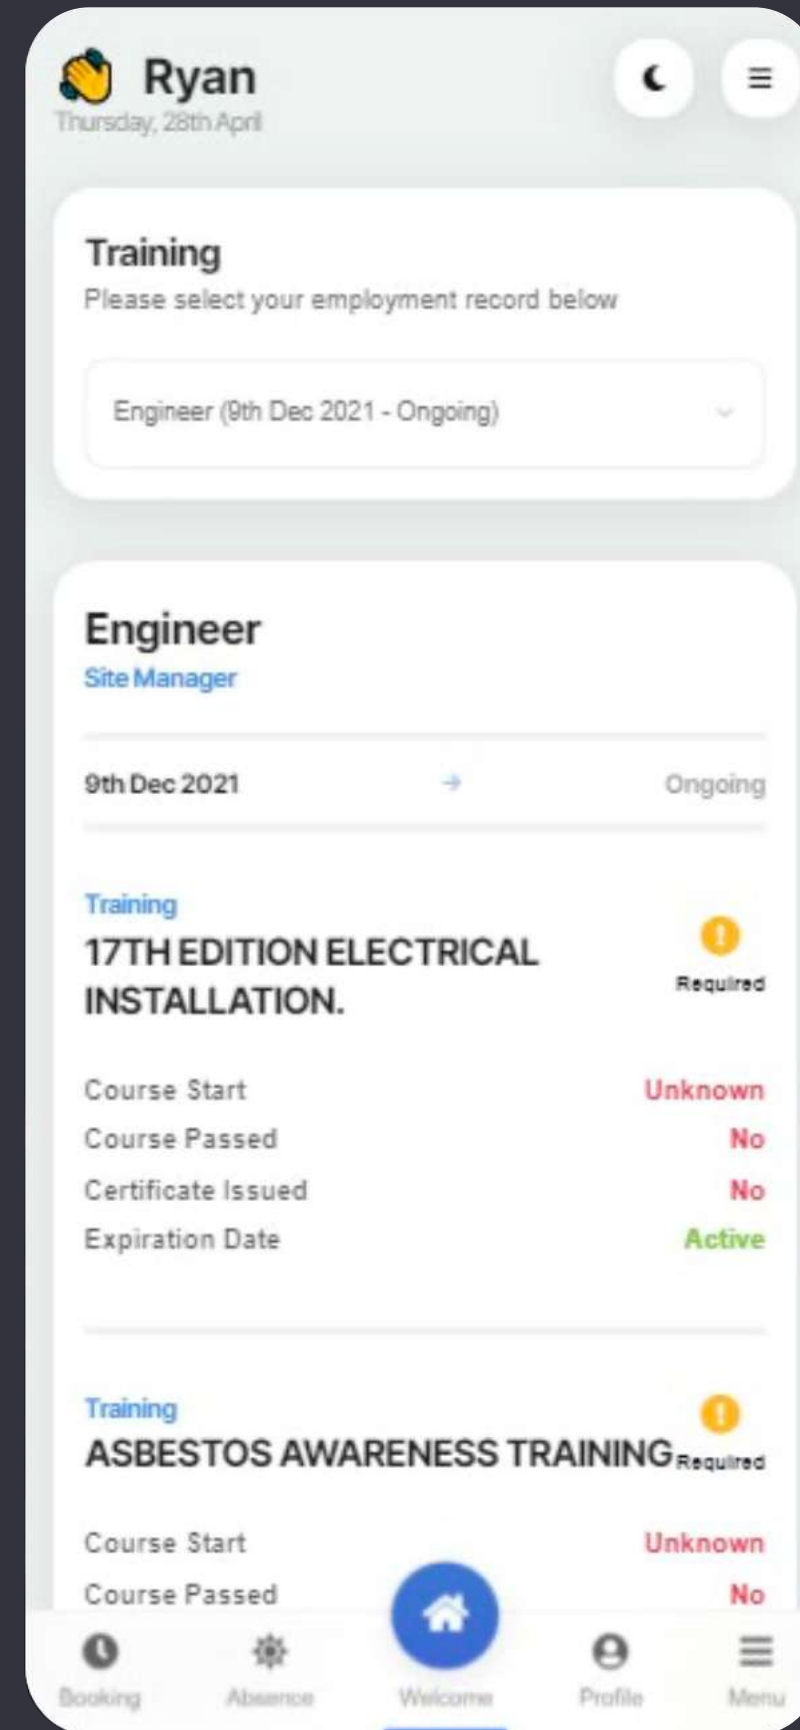 Ryan
Thursday, 28th April
Training
Please select your employment record below
Engineer (9th Dec 2021 - Ongoing)
Engineer
Site Manager
9th Dec 2021 → Ongoing
Training
17TH EDITION ELECTRICAL
INSTALLATION.
Required
Course Start Unknown
Course Passed No
Certificate Issued No
Expiration Date Active
Training
ASBESTOS AWARENESS TRAINING
Required
Course Start Unknown
Course Passed No
Booking Absence Welcome Profile Menu